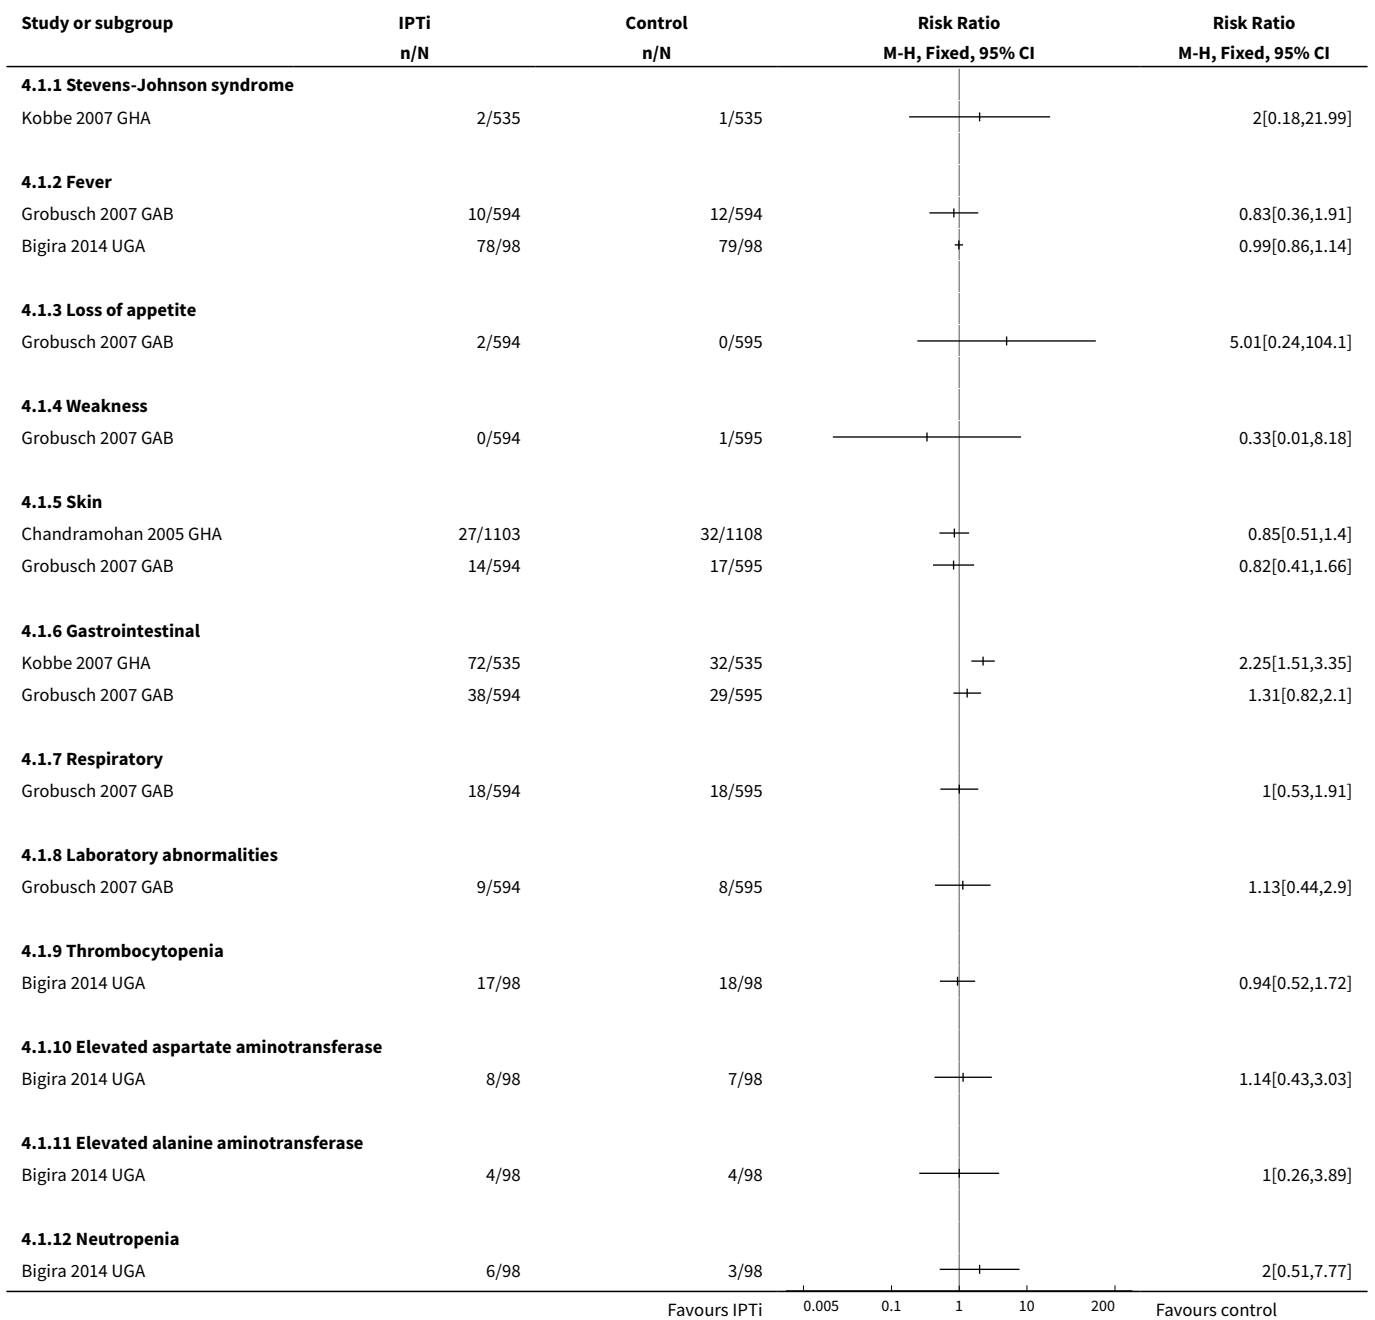 Study or subgroup IPTi Control Risk Ratio Risk Ratio
n/N n/N M-H, Fixed, 95% CI M-H, Fixed, 95% CI
4.1.1 Stevens-Johnson syndrome
Kobbe 2007 GHA 2/535 1/535 2[0.18,21.99]
4.1.2 Fever
Grobusch 2007 GAB 10/594 12/594 0.83[0.36,1.91]
Bigira 2014 UGA 78/98 79/98 0.99[0.86,1.14]
4.1.3 Loss of appetite
Grobusch 2007 GAB 2/594 0/595 5.01[0.24,104.1]
4.1.4 Weakness
Grobusch 2007 GAB 0/594 1/595 0.33[0.01,8.18]
4.1.5 Skin
Chandramohan 2005 GHA 27/1103 32/1108 0.85[0.51,1.4]
Grobusch 2007 GAB 14/594 17/595 0.82[0.41,1.66]
4.1.6 Gastrointestinal
Kobbe 2007 GHA 72/535 32/535 2.25[1.51,3.35]
Grobusch 2007 GAB 38/594 29/595 1.31[0.82,2.1]
4.1.7 Respiratory
Grobusch 2007 GAB 18/594 18/595 1[0.53,1.91]
4.1.8 Laboratory abnormalities
Grobusch 2007 GAB 9/594 8/595 1.13[0.44,2.9]
4.1.9 Thrombocytopenia
Bigira 2014 UGA 17/98 18/98 0.94[0.52,1.72]
4.1.10 Elevated aspartate aminotransferase
Bigira 2014 UGA 8/98 7/98 1.14[0.43,3.03]
4.1.11 Elevated alanine aminotransferase
Bigira 2014 UGA 4/98 4/98 1[0.26,3.89]
4.1.12 Neutropenia
Bigira 2014 UGA 6/98 3/98 2[0.51,7.77]
Favours IPTi 0.005 0.1 1 10 200 Favours control